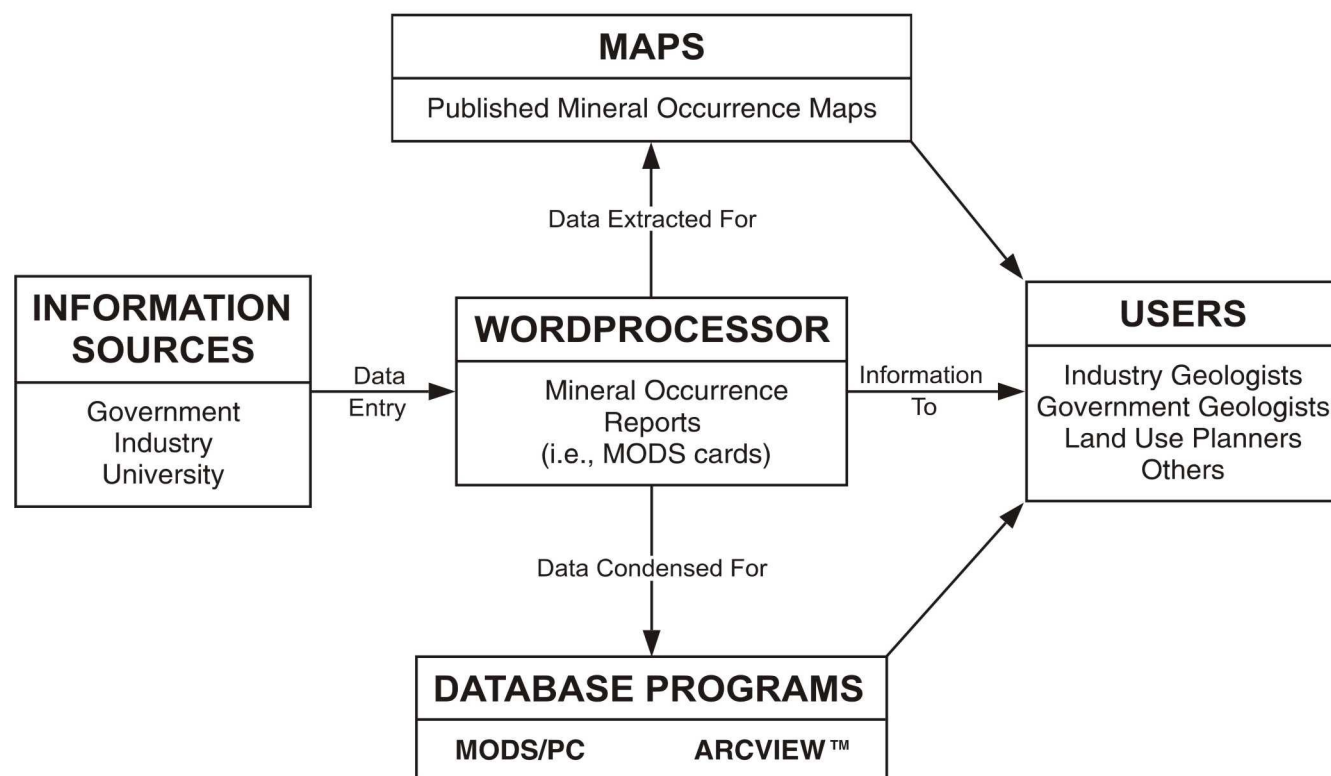 MAPS
Published Mineral Occurrence Maps
Data Extracted For
INFORMATION
SOURCES
Government
Industry
University
Data
Entry
WORDPROCESSOR
Mineral Occurrence
Reports
(i.e., MODS cards)
Information
To
USERS
Industry Geologists
Government Geologists
Land Use Planners
Others
Data Condensed For
DATABASE PROGRAMS
MODS/PC ARCVIEW™